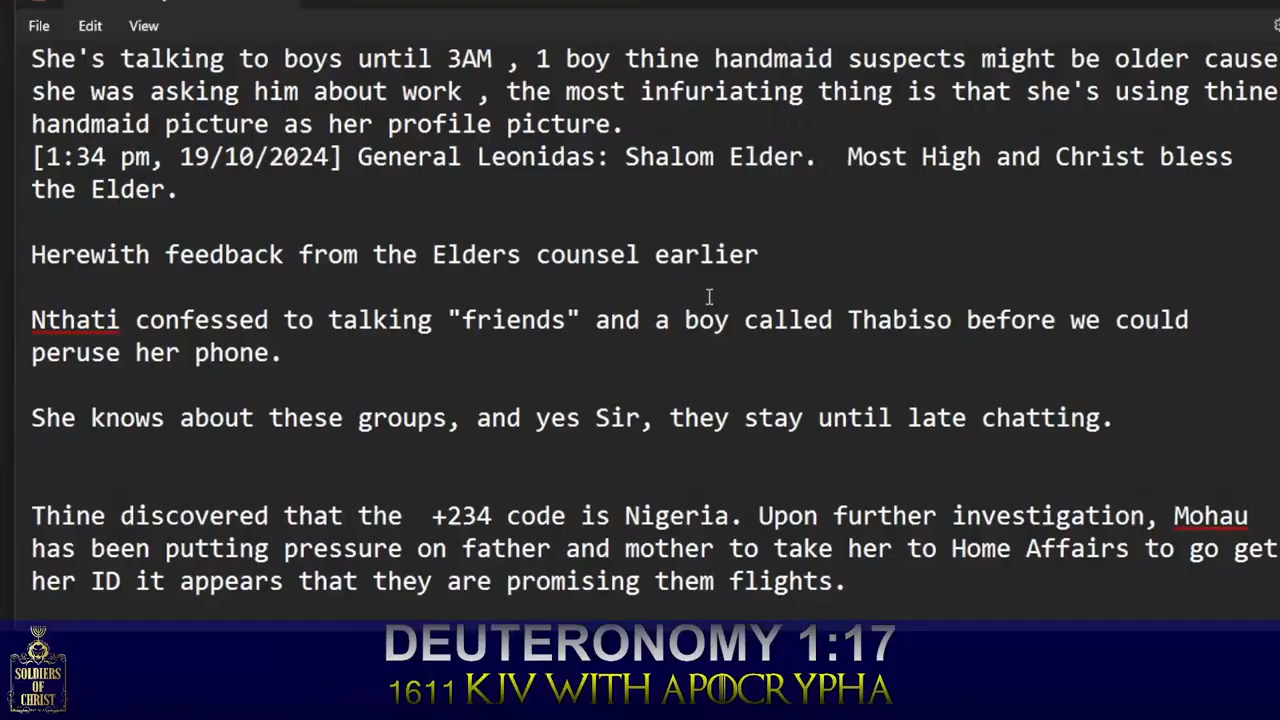 File Edit View
She's talking to boys until 3AM , 1 boy thine handmaid suspects might be older cause
she was asking him about work , the most infuriating thing is that she's using thine
handmaid picture as her profile picture.
[1:34 pm, 19/10/2024] General Leonidas: Shalom Elder.  Most High and Christ bless
the Elder.
Herewith feedback from the Elders counsel earlier
Nthati confessed to talking "friends" and a boy called Thabiso before we could
peruse her phone.
She knows about these groups, and yes Sir, they stay until late chatting.
Thine discovered that the  +234 code is Nigeria. Upon further investigation, Mohau
has been putting pressure on father and mother to take her to Home Affairs to go get
her ID it appears that they are promising them flights.
DEUTERONOMY 1:17
1611 KJV WITH APOCRYPHA
SOLDIERS
OF
CHRIST